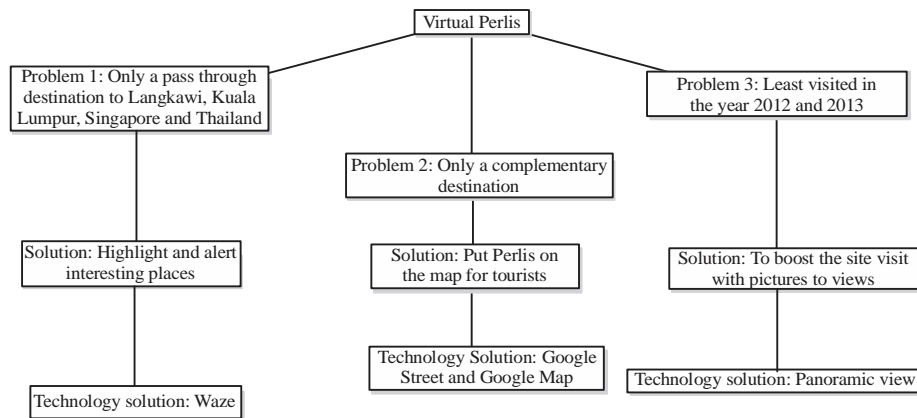 Virtual Perlis
Problem 1: Only a pass through
destination to Langkawi, Kuala
Lumpur, Singapore and Thailand
Solution: Highlight and alert
interesting places
Technology solution: Waze
Problem 2: Only a complementary
destination
Solution: Put Perlis on
the map for tourists
Technology Solution: Google
Street and Google Map
Problem 3: Least visited in
the year 2012 and 2013
Solution: To boost the site visit
with pictures to views
Technology solution: Panoramic view